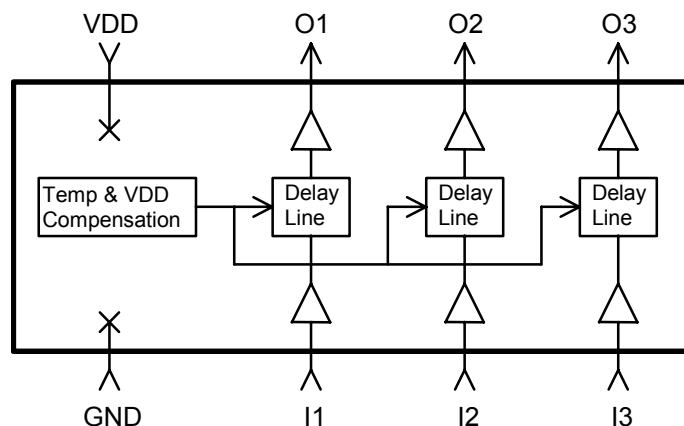 VDD O1 O2 O3
Temp & VDD
Compensation
Delay
Line
Delay
Line
Delay
Line
GND I1 I2 I3